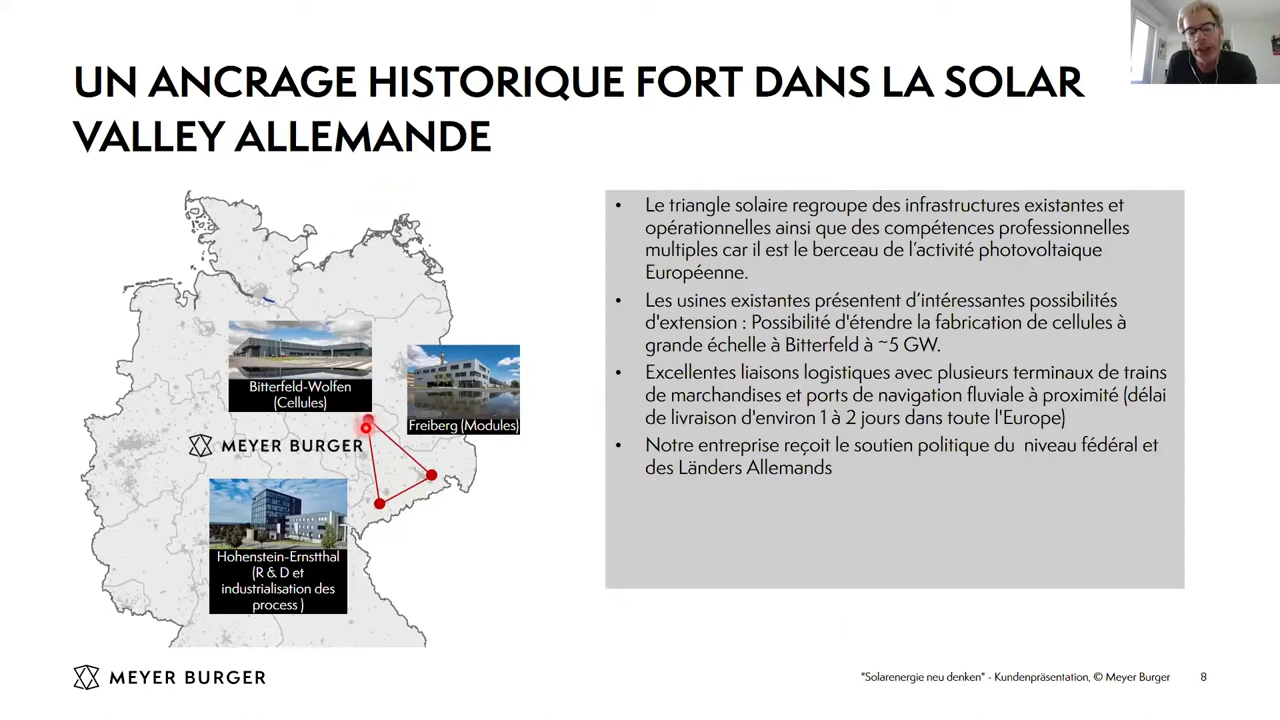 UN ANCRAGE HISTORIQUE FORT DANS LA SOLAR
VALLEY ALLEMANDE
Bitterfeld-Wolfen
(Cellules)
Freiberg (Modules)
MEYER BURGER
Hohenstein-Ernstthal
(R & D et
industrialisation des
process )
• Le triangle solaire regroupe des infrastructures existantes et
opérationnelles ainsi que des compétences professionnelles
multiples car il est le berceau de l'activité photovoltaique
Européenne.
• Les usines existantes présentent d'intéressantes possibilités
d'extension : Possibilité d'étendre la fabrication de cellules à
grande échelle à Bitterfeld à ~5 GW.
• Excellentes liaisons logistiques avec plusieurs terminaux de trains
de marchandises et ports de navigation fluviale à proximité (délai
de livraison d'environ 1 à 2 jours dans toute l'Europe)
• Notre entreprise reçoit le soutien politique du niveau fédéral et
des Länders Allemands
MEYER BURGER
"Solarenergie neu denken" - Kundenpräsentation, © Meyer Burger
8